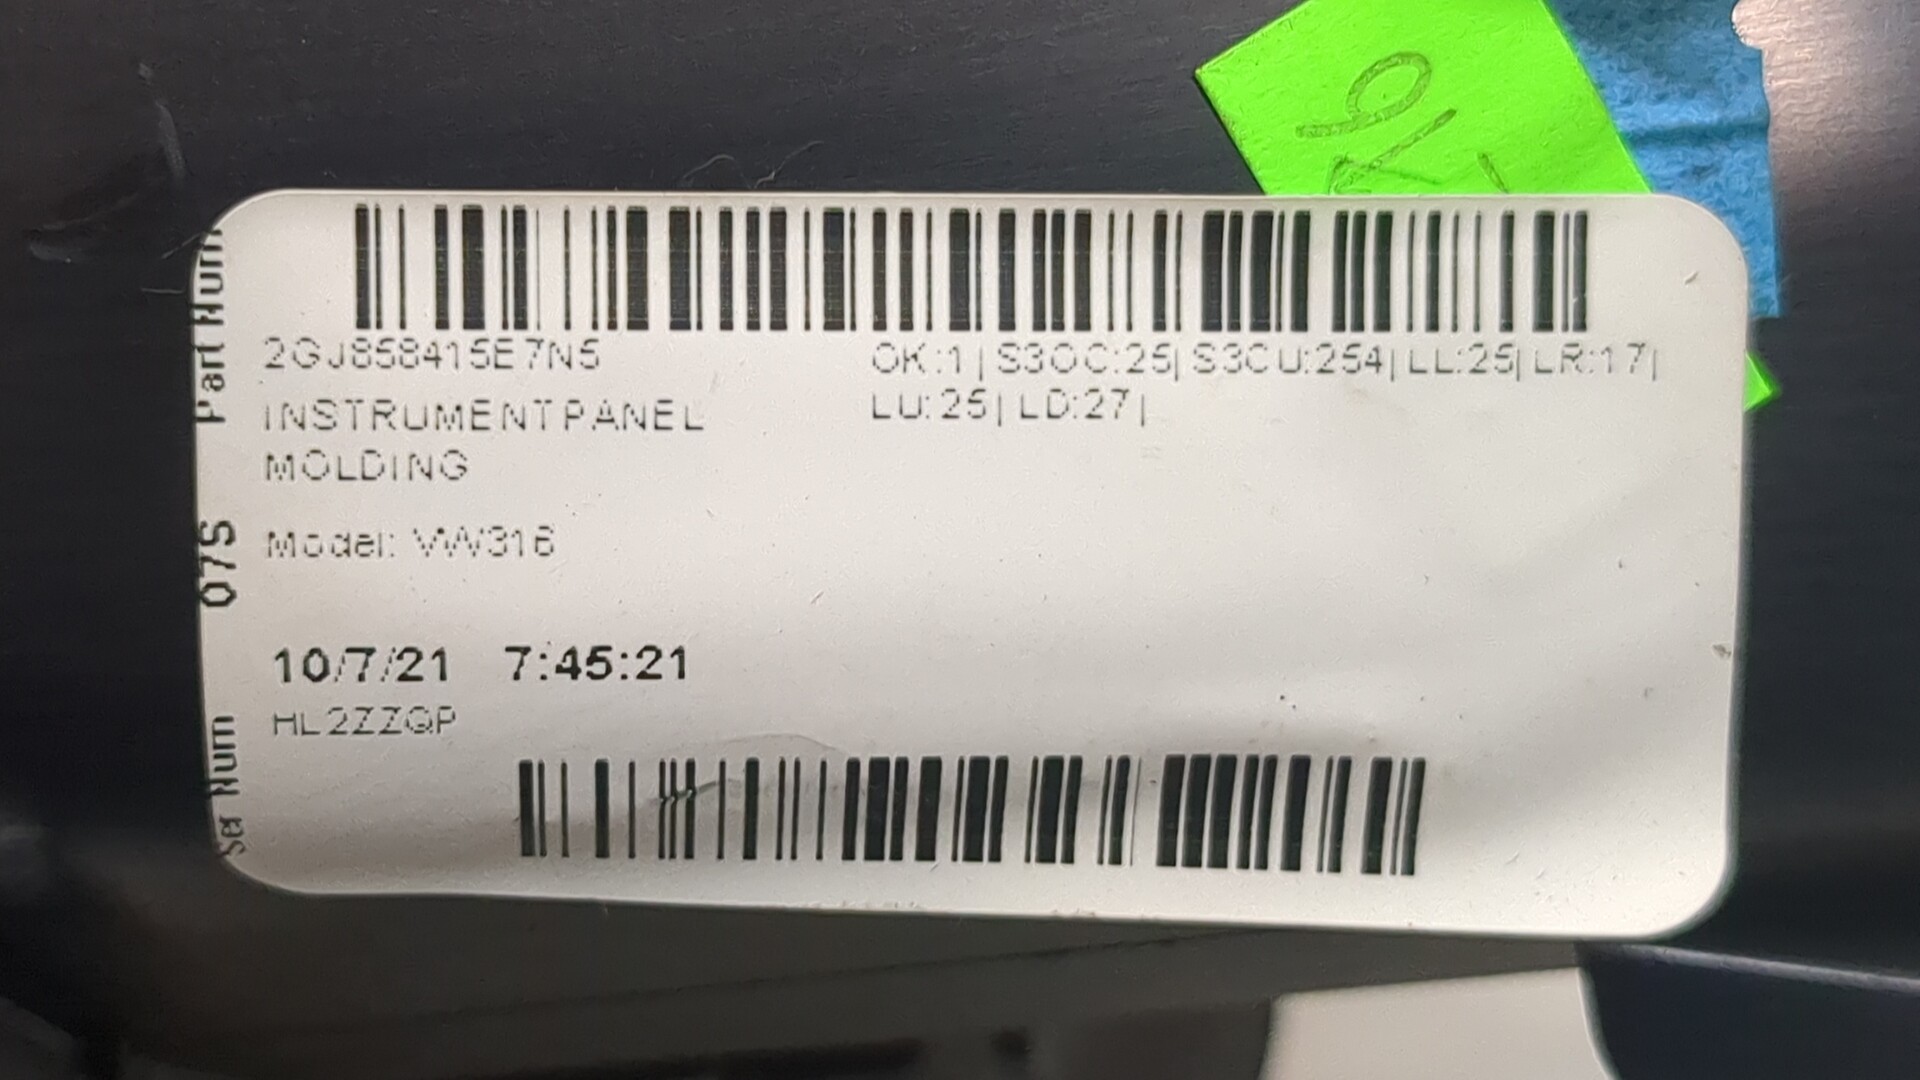 2GJ858415E7N5
OK:1| S3OC:25| S3CU:254| LL:25| LR:17|
LU:25| LD:27|
INSTRUMENTPANEL
MOLDING
Model: VW316
10/7/21 7:45:21
HL2ZZQP
Part Num
07S
Ser Num